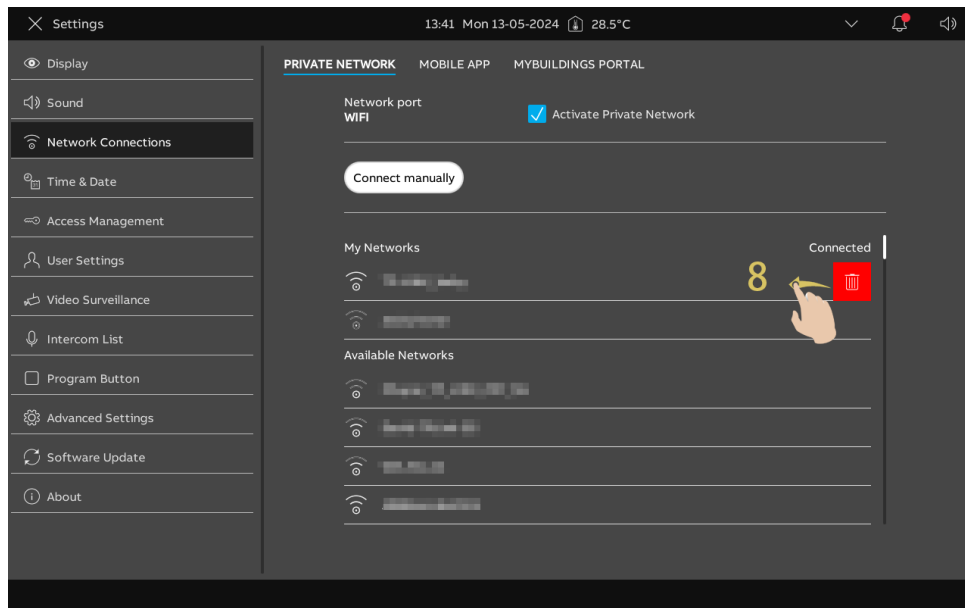 Settings
13:41 Mon 13-05-2024 28.5°C
Display
Sound
Network Connections
Time & Date
Access Management
User Settings
Video Surveillance
Intercom List
Program Button
Advanced Settings
Software Update
About
PRIVATE NETWORK MOBILE APP MYBUILDINGS PORTAL
Network port
WIFI
Activate Private Network
Connect manually
My Networks Connected
8
Available Networks